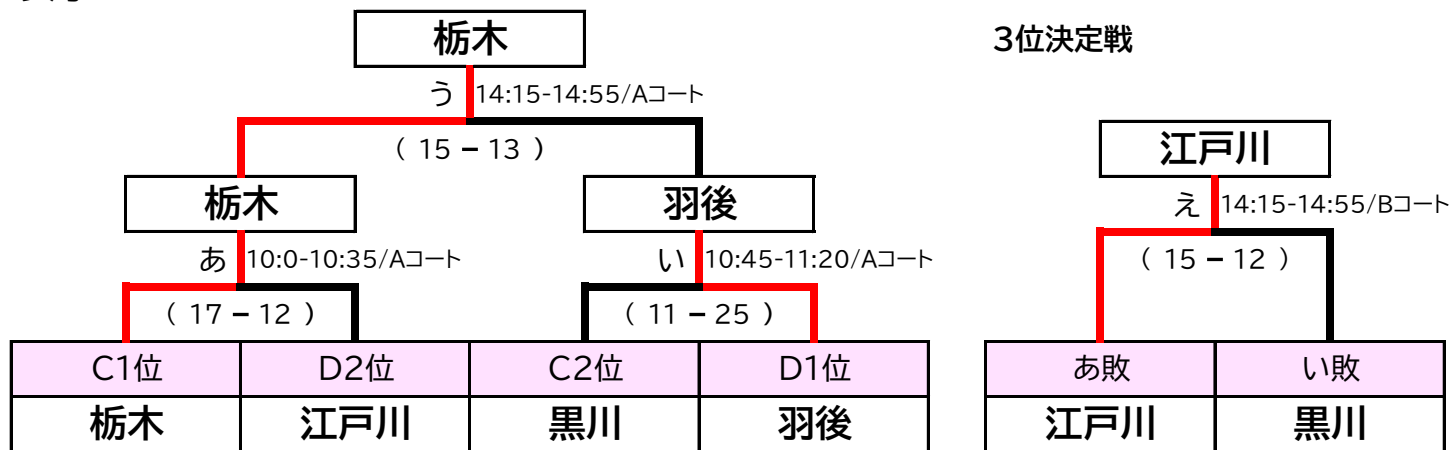 栃木
3位決定戦
う 14:15-14:55/Aコート
( 15 − 13 )
江戸川
栃木 羽後
え 14:15-14:55/Bコート
あ 10:0-10:35/Aコート い 10:45-11:20/Aコート
( 15 − 12 )
( 17 − 12 ) ( 11 − 25 )
C1位 D2位 C2位 D1位 あ敗 い敗
栃木 江戸川 黒川 羽後 江戸川 黒川